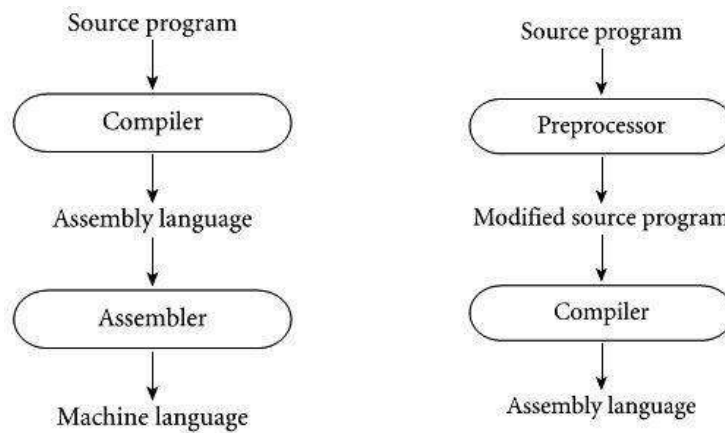 Source program
Compiler
Assembly language
Assembler
Machine language
Source program
Preprocessor
Modified source program
Compiler
Assembly language